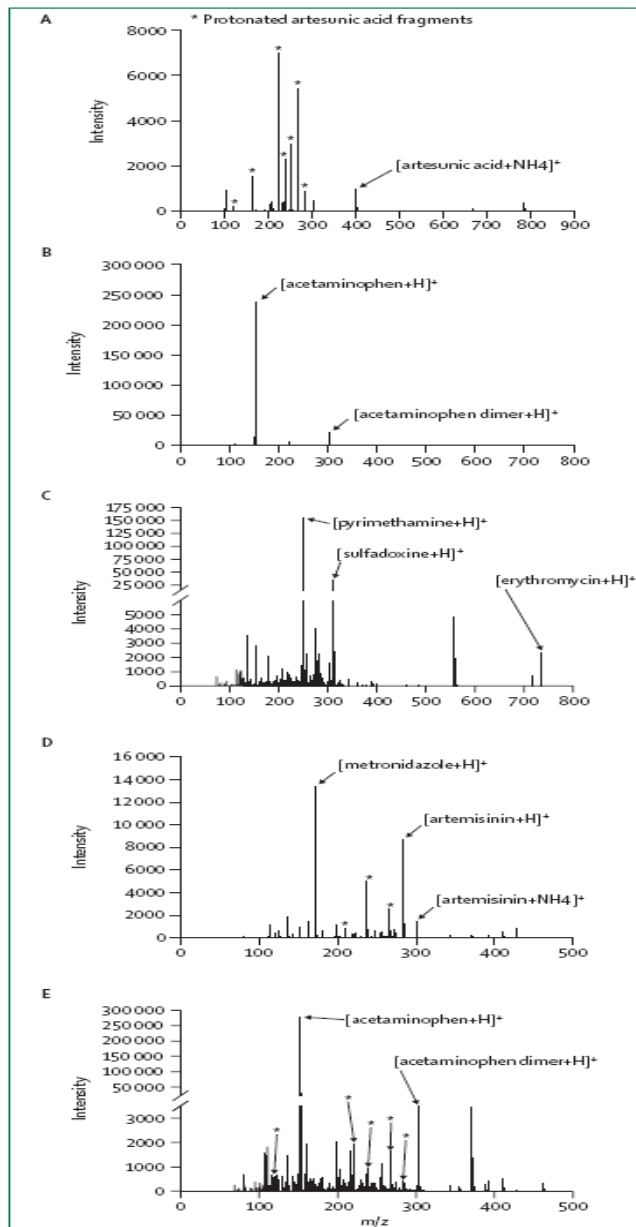 A
* Protonated artesunic acid fragments
8000
6000
4000
2000
0
Intensity
[artesunic acid+NH4]+
0 100 200 300 400 500 600 700 800 900
B
300 000
250 000
200 000
150 000
100 000
50 000
0
Intensity
[acetaminophen+H]+
[acetaminophen dimer+H]+
0 100 200 300 400 500 600 700 800
C
175 000
150 000
125 000
100 000
75 000
50 000
25 000
5000
4000
3000
2000
1000
0
Intensity
[pyrimethamine+H]+
[sulfadoxine+H]+
[erythromycin+H]+
0 100 200 300 400 500 600 700 800
D
16 000
14 000
12 000
10 000
8000
6000
4000
2000
0
Intensity
[metronidazole+H]+
[artemisinin+H]+
[artemisinin+NH4]+
0 100 200 300 400 500
E
300 000
250 000
200 000
150 000
100 000
50 000
3000
2000
1000
0
Intensity
[acetaminophen+H]+
[acetaminophen dimer+H]+
0 100 200 300 400 500
m/z